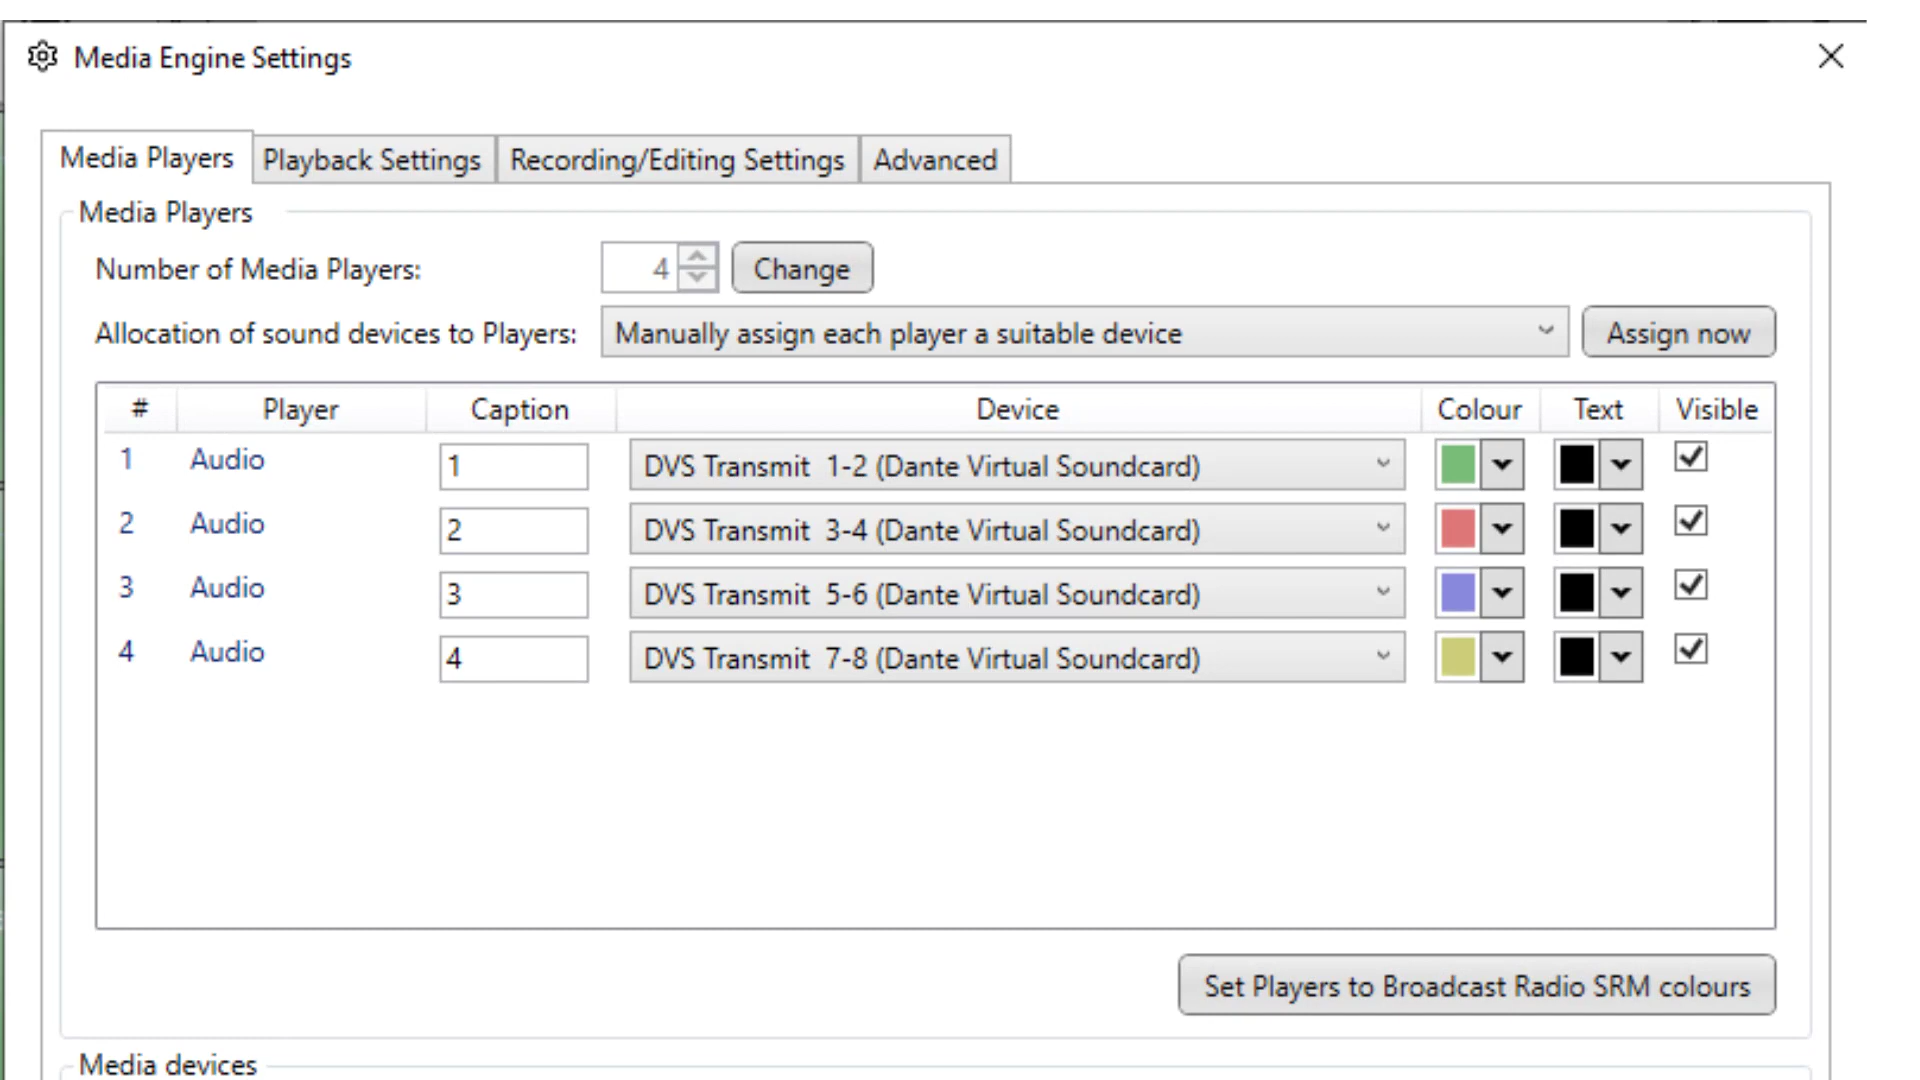 Media Engine Settings
Media Players Playback Settings Recording/Editing Settings Advanced
Media Players
Number of Media Players: 4 Change
Allocation of sound devices to Players: Manually assign each player a suitable device Assign now
# Player Caption Device Colour Text Visible
1 Audio 1 DVS Transmit 1-2 (Dante Virtual Soundcard)
2 Audio 2 DVS Transmit 3-4 (Dante Virtual Soundcard)
3 Audio 3 DVS Transmit 5-6 (Dante Virtual Soundcard)
4 Audio 4 DVS Transmit 7-8 (Dante Virtual Soundcard)
Set Players to Broadcast Radio SRM colours
Media devices